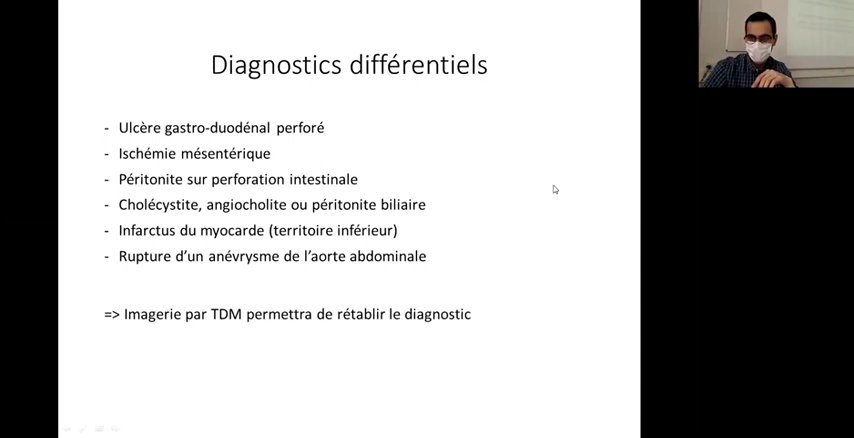 Diagnostics différentiels
- Ulcère gastro-duodénal perforé
- Ischémie mésentérique
- Péritonite sur perforation intestinale
- Cholécystite, angiocholite ou péritonite biliaire
- Infarctus du myocarde (territoire inférieur)
- Rupture d’un anévrysme de l’aorte abdominale
=> Imagerie par TDM permettra de rétablir le diagnostic